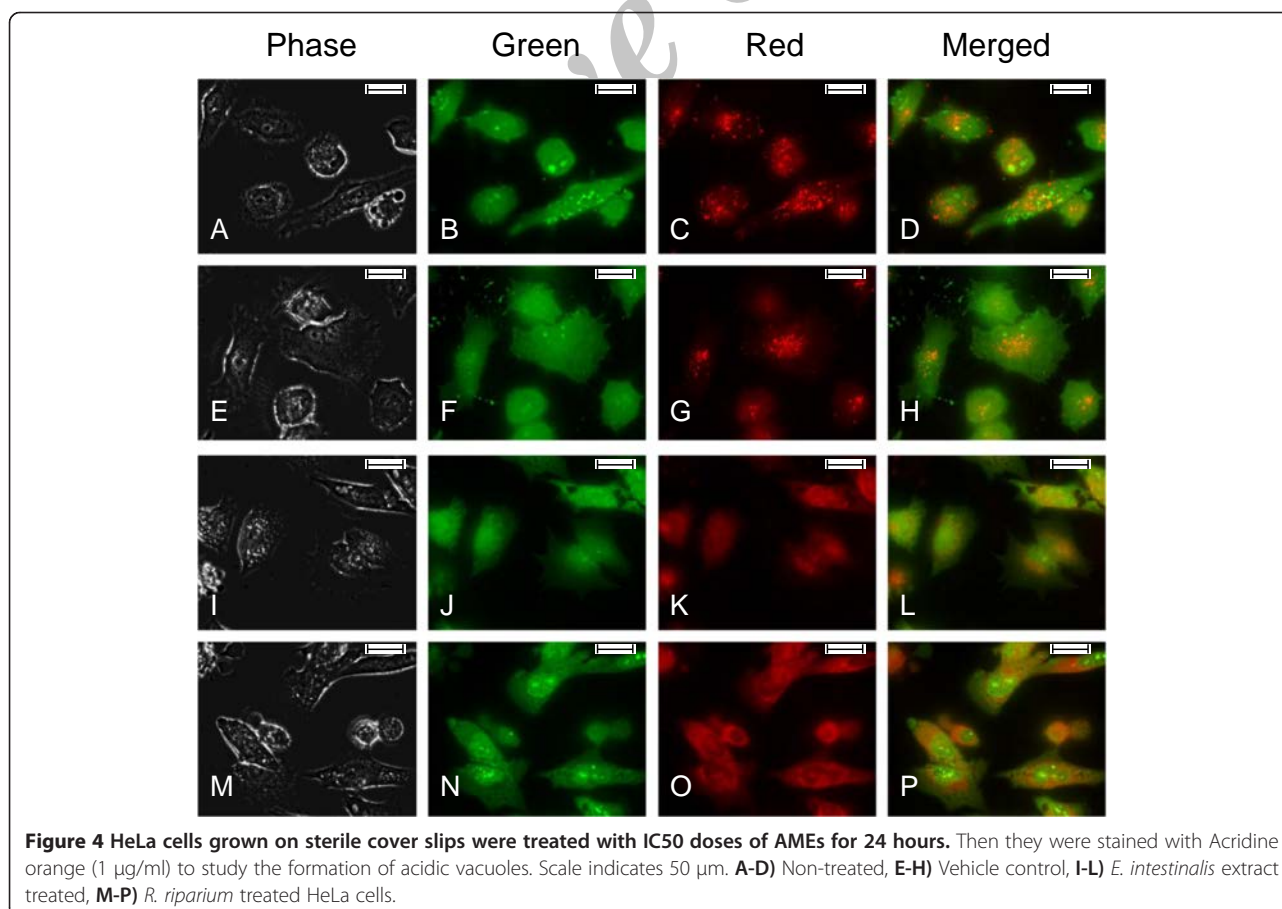 Phase Green Red Merged
A B C D
E F G H
I J K L
M N O P
Figure 4 HeLa cells grown on sterile cover slips were treated with IC50 doses of AMEs for 24 hours. Then they were stained with Acridine
orange (1 μg/ml) to study the formation of acidic vacuoles. Scale indicates 50 μm. A-D) Non-treated, E-H) Vehicle control, I-L) E. intestinalis extract
treated, M-P) R. riparium treated HeLa cells.